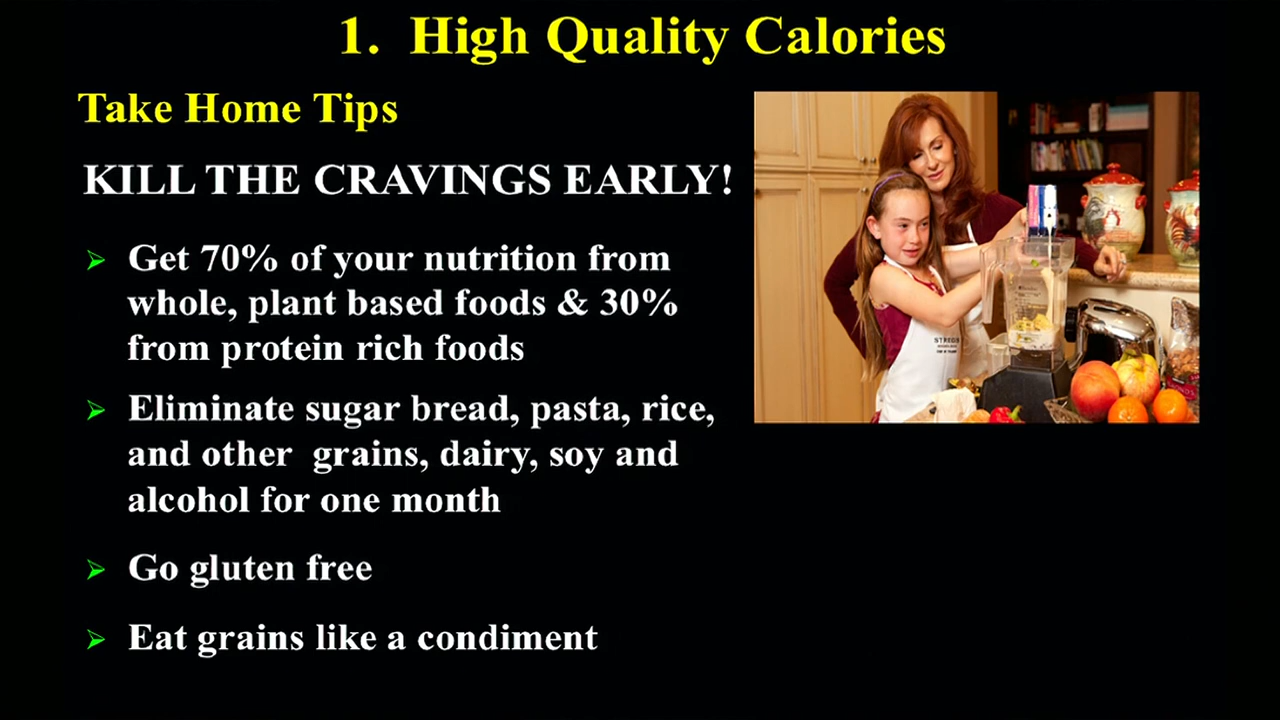 1. High Quality Calories
Take Home Tips
KILL THE CRAVINGS EARLY!
Get 70% of your nutrition from
whole, plant based foods & 30%
from protein rich foods
Eliminate sugar bread, pasta, rice,
and other grains, dairy, soy and
alcohol for one month
Go gluten free
Eat grains like a condiment